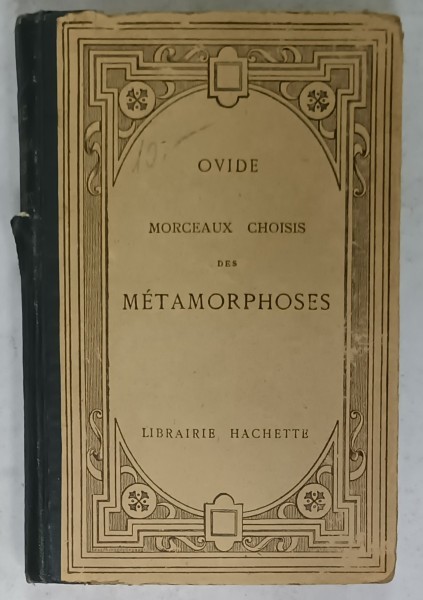 OVIDE
MORCEAUX CHOISIS
DES
MÉTAMORPHOSES
LIBRAIRIE HACHETTE